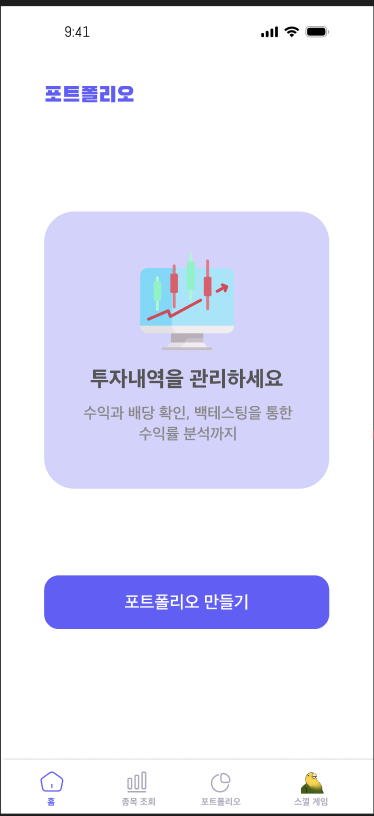 9:41
포트폴리오
투자내역을 관리하세요
수익과 배당 확인, 백테스팅을 통한
수익률 분석까지
포트폴리오 만들기
홈
종목 조회
포트폴리오
스껄 게임